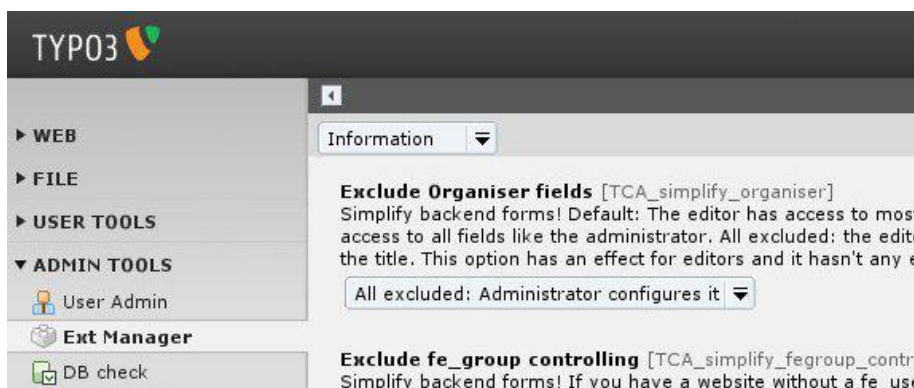 TYPO3
WEB
FILE
USER TOOLS
ADMIN TOOLS
User Admin
Ext Manager
DB check
Information
Exclude Organiser fields [TCA_simplify_organiser]
Simplify backend forms! Default: The editor has access to mos
access to all fields like the administrator. All excluded: the edit
the title. This option has an effect for editors and it hasn't any e
All excluded: Administrator configures it
Exclude fe_group controlling [TCA_simplify_fegroup_contr
Simplify backend forms! If you have a website without a fe_use